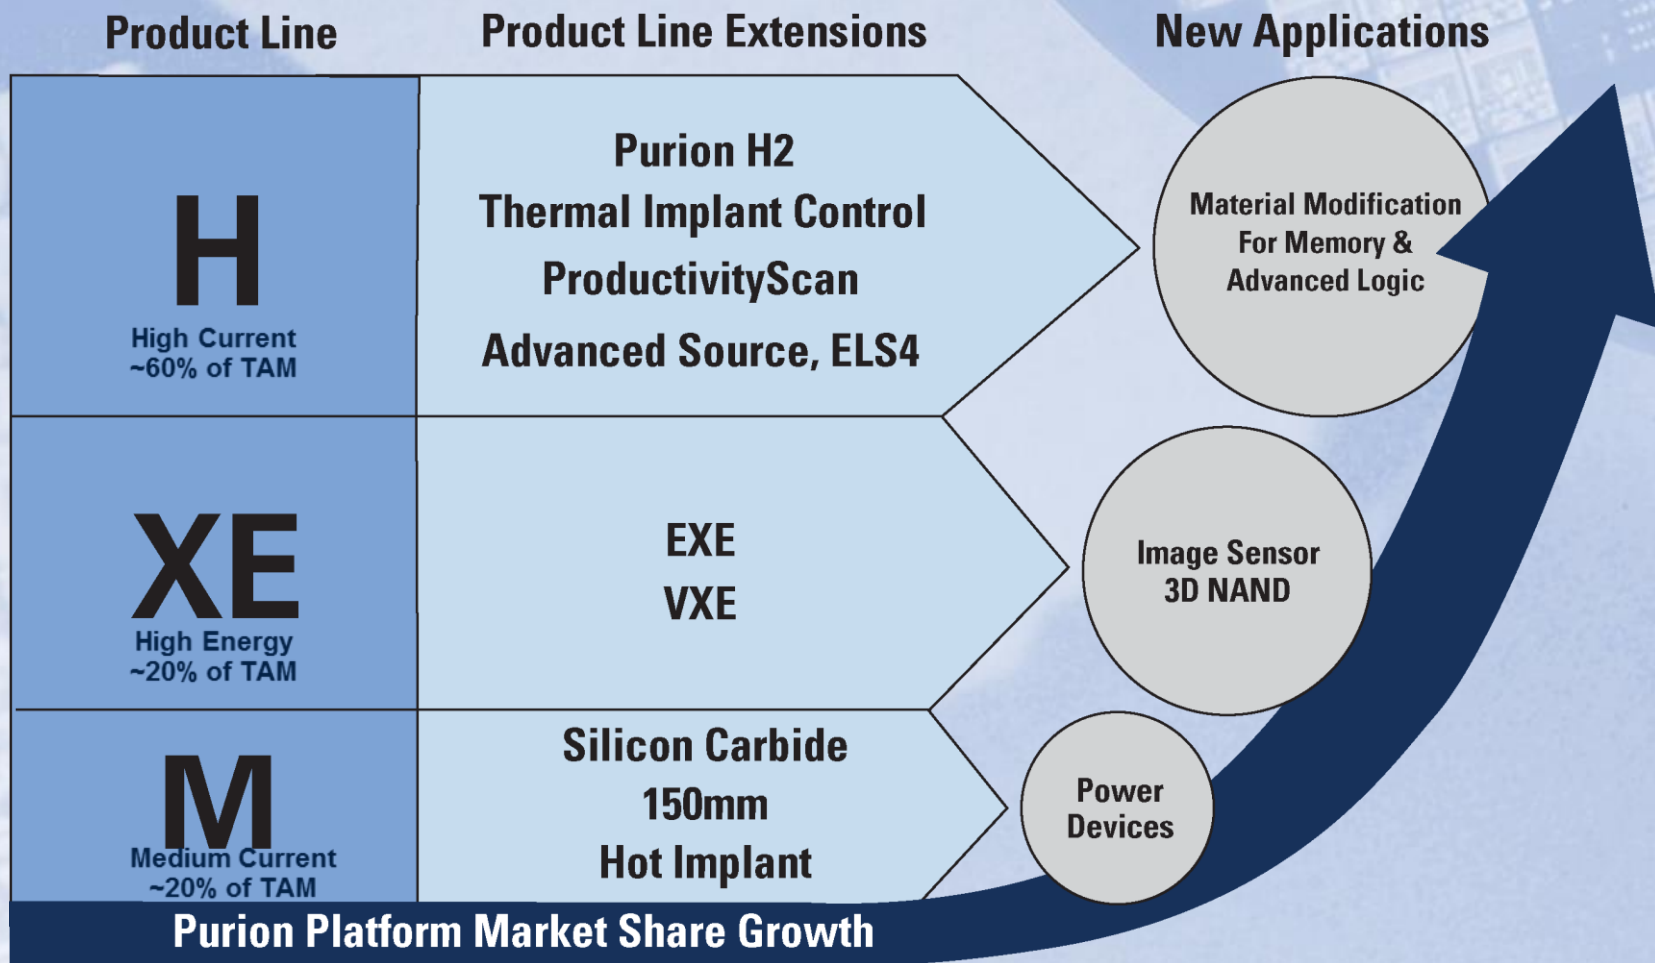 Product Line
Product Line Extensions
New Applications
H
High Current
~60% of TAM
Purion H2
Thermal Implant Control
ProductivityScan
Advanced Source, ELS4
Material Modification
For Memory &
Advanced Logic
XE
High Energy
~20% of TAM
EXE
VXE
Image Sensor
3D NAND
M
Medium Current
~20% of TAM
Silicon Carbide
150mm
Hot Implant
Power
Devices
Purion Platform Market Share Growth